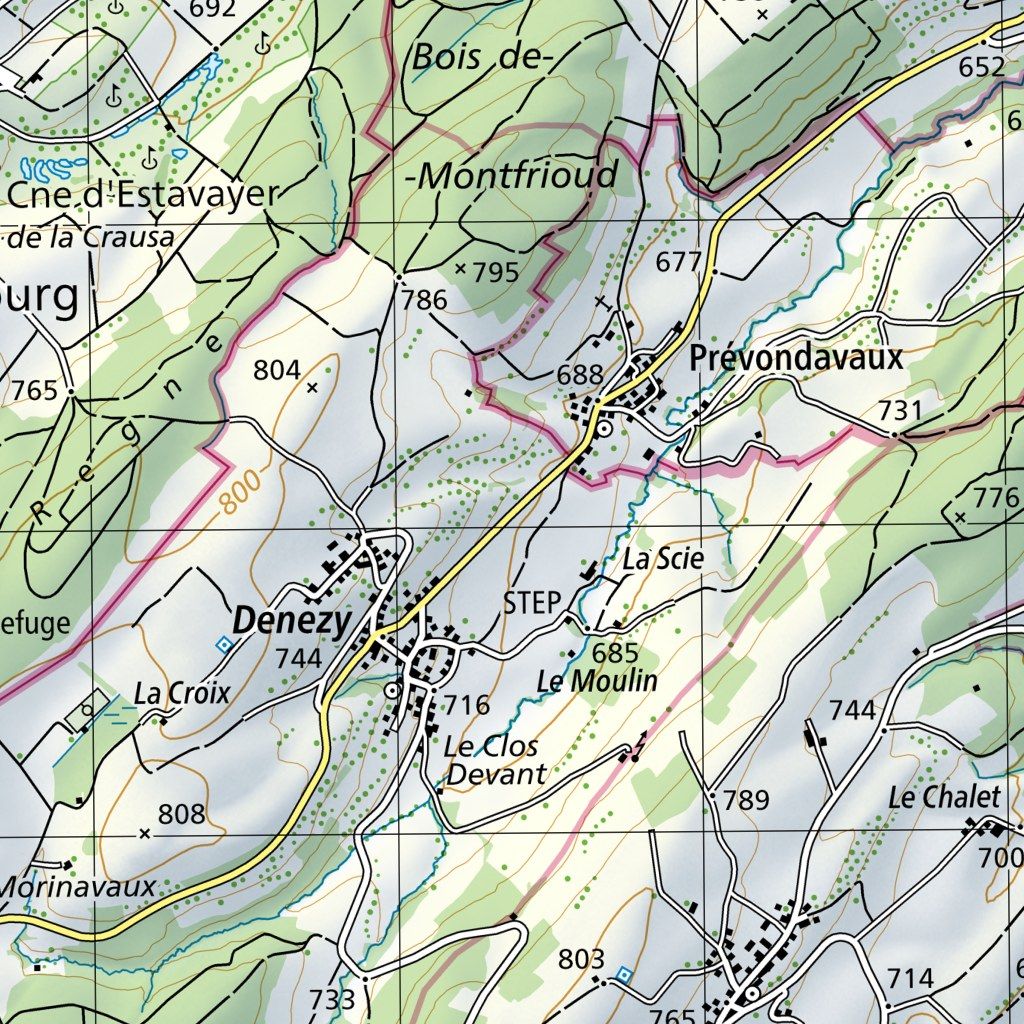 692
Bois de-
652
-Montfrioud
Cne.d'Estavayer
de la Crausa
677
795
786
Prévondavaux
804
688
765
731
Regne
800
776
La Scie
STEP
Denezy
efuge
744
685
Le Moulin
La Croix
716
744
Le Clos
Devant
808
789
Le Chalet
700
Morinavaux
803
733
714
765